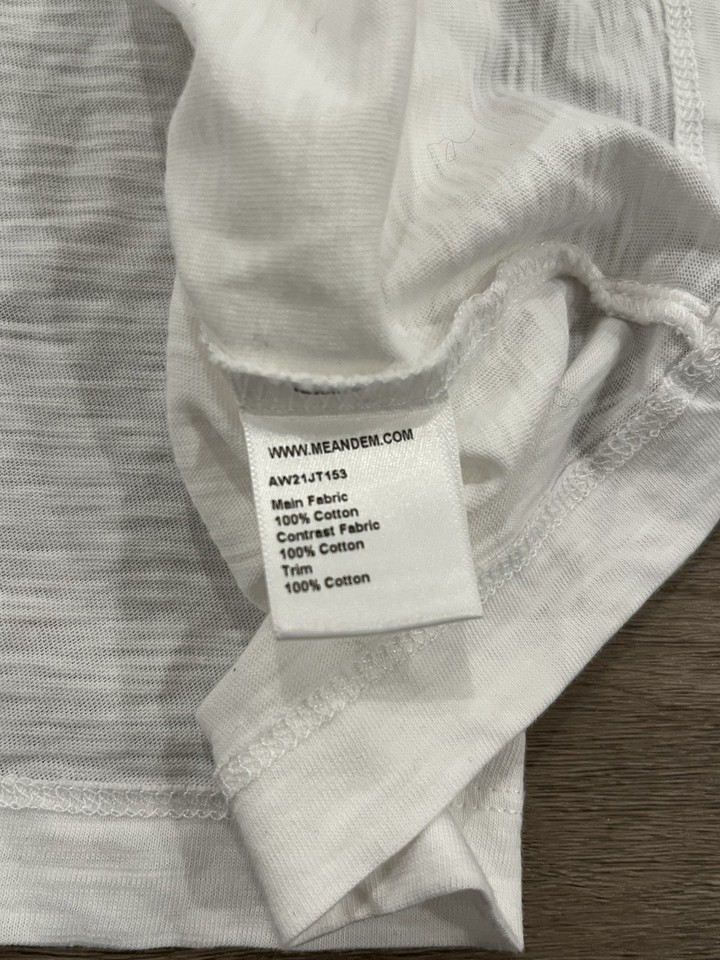 WWW.MEANDEM.COM
AW21JT153
Main Fabric
100% Cotton
Contrast Fabric
100% Cotton
Trim
100% Cotton